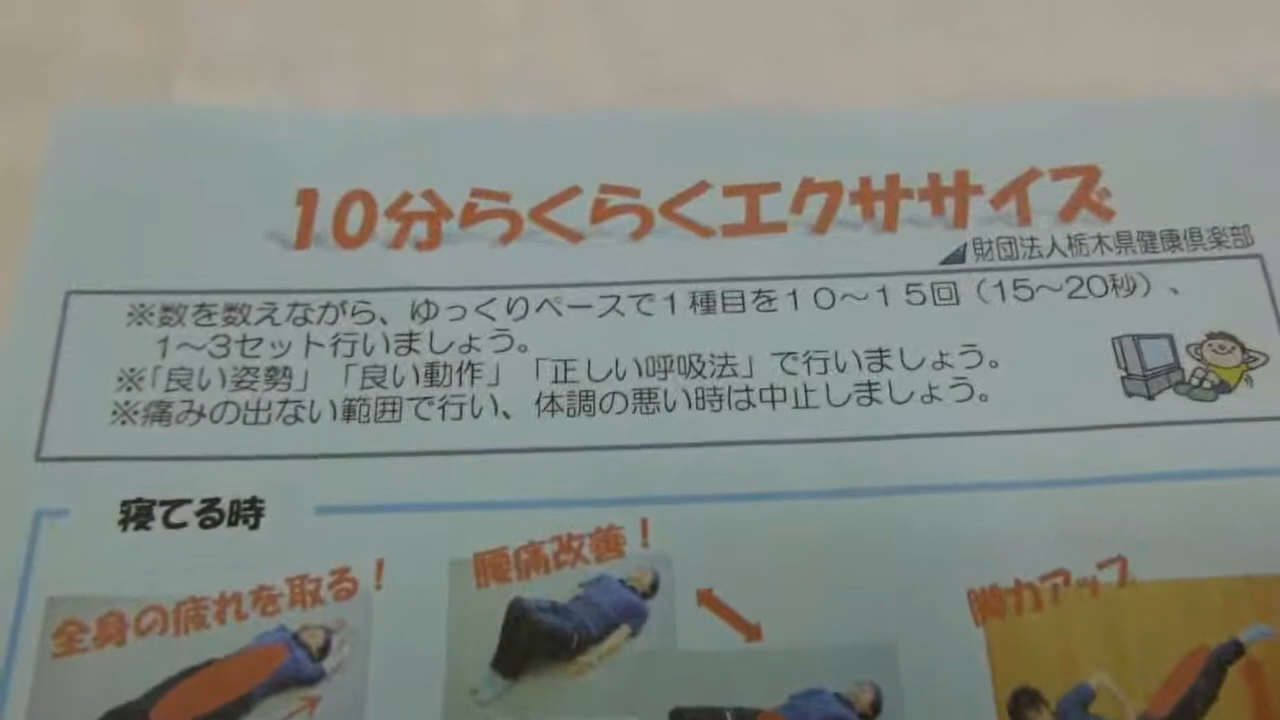 10分らくらくエクササイズ
財団法人栃木県健康倶楽部
※数を数えながら、ゆっくりペースで1種目を10～15回（15～20秒）、
1～3セット行いましょう。
※「良い姿勢」「良い動作」「正しい呼吸法」で行いましょう。
※痛みの出ない範囲で行い、体調の悪い時は中止しましょう。
寝てる時
全身の疲れを取る！
腰痛改善！
脚力アップ